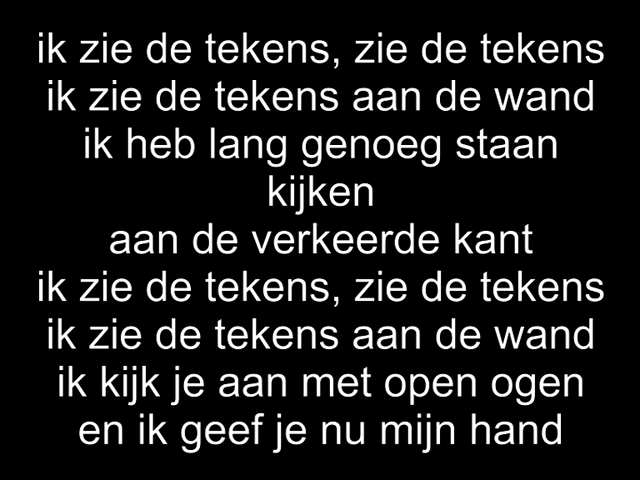 ik zie de tekens, zie de tekens
ik zie de tekens aan de wand
ik heb lang genoeg staan
kijken
aan de verkeerde kant
ik zie de tekens, zie de tekens
ik zie de tekens aan de wand
ik kijk je aan met open ogen
en ik geef je nu mijn hand